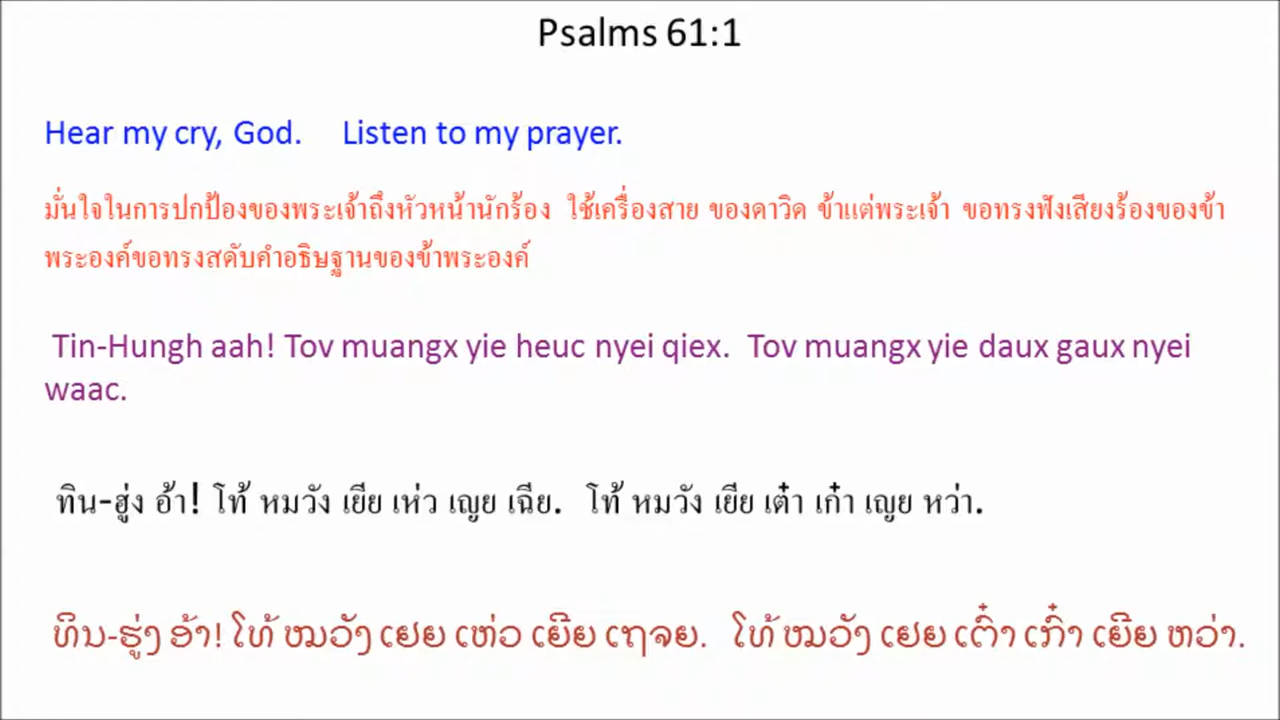 Psalms 61:1
Hear my cry, God. Listen to my prayer.
มั่นใจในการปกป้องของพระเจ้าถึงหัวหน้านักร้อง ใช้เครื่องสาย ของดาวิด ข้าแต่พระเจ้า ขอทรงฟังเสียงร้องของข้า
พระองค์ขอทรงสดับคำอธิษฐานของข้าพระองค์
Tin-Hungh aah! Tov muangx yie heuc nyei qiex. Tov muangx yie daux gaux nyei
waac.
ทิน-ฮู่ง อ้า! โท้ หมวัง เยีย เห่ว เญย เฉีย. โท้ หมวัง เยีย เต๋า เก๋า เญย หว่า.
ທິນ-ຮູ່ງ ອ້າ! ໂທ້ ໝວັງ ເຢຍ ເຫ່ວ ເຍີຍ ເຖຈຍ. ໂທ້ ໝວັງ ເຢຍ ເຕົ໋າ ເກົ໋າ ເຍີຍ ຫວ່າ.